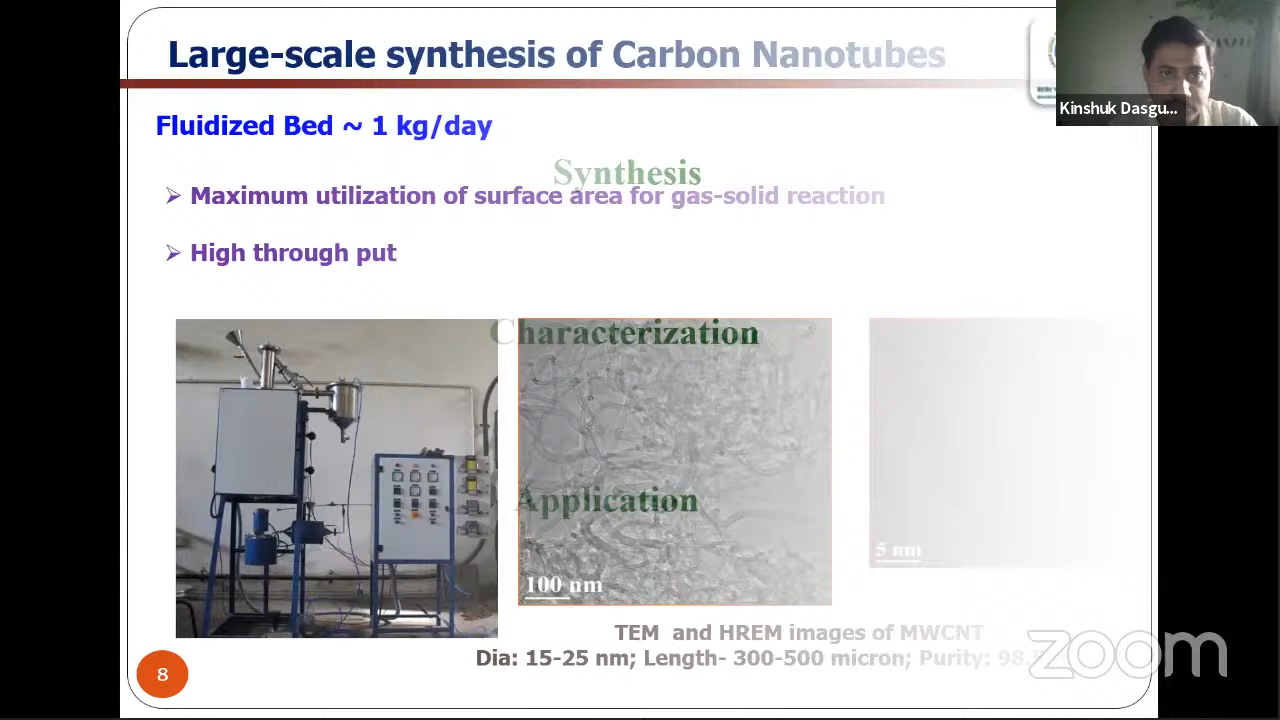 Large-scale synthesis of Carbon Nanotubes
Kinshuk Dasgu...
Fluidized Bed ~ 1 kg/day
Synthesis
➢ Maximum utilization of surface area for gas-solid reaction
➢ High through put
Characterization
Application
5 nm
100 nm
TEM and HREM images of MWCNT
Dia: 15-25 nm; Length- 300-500 micron; Purity:
zoom
8